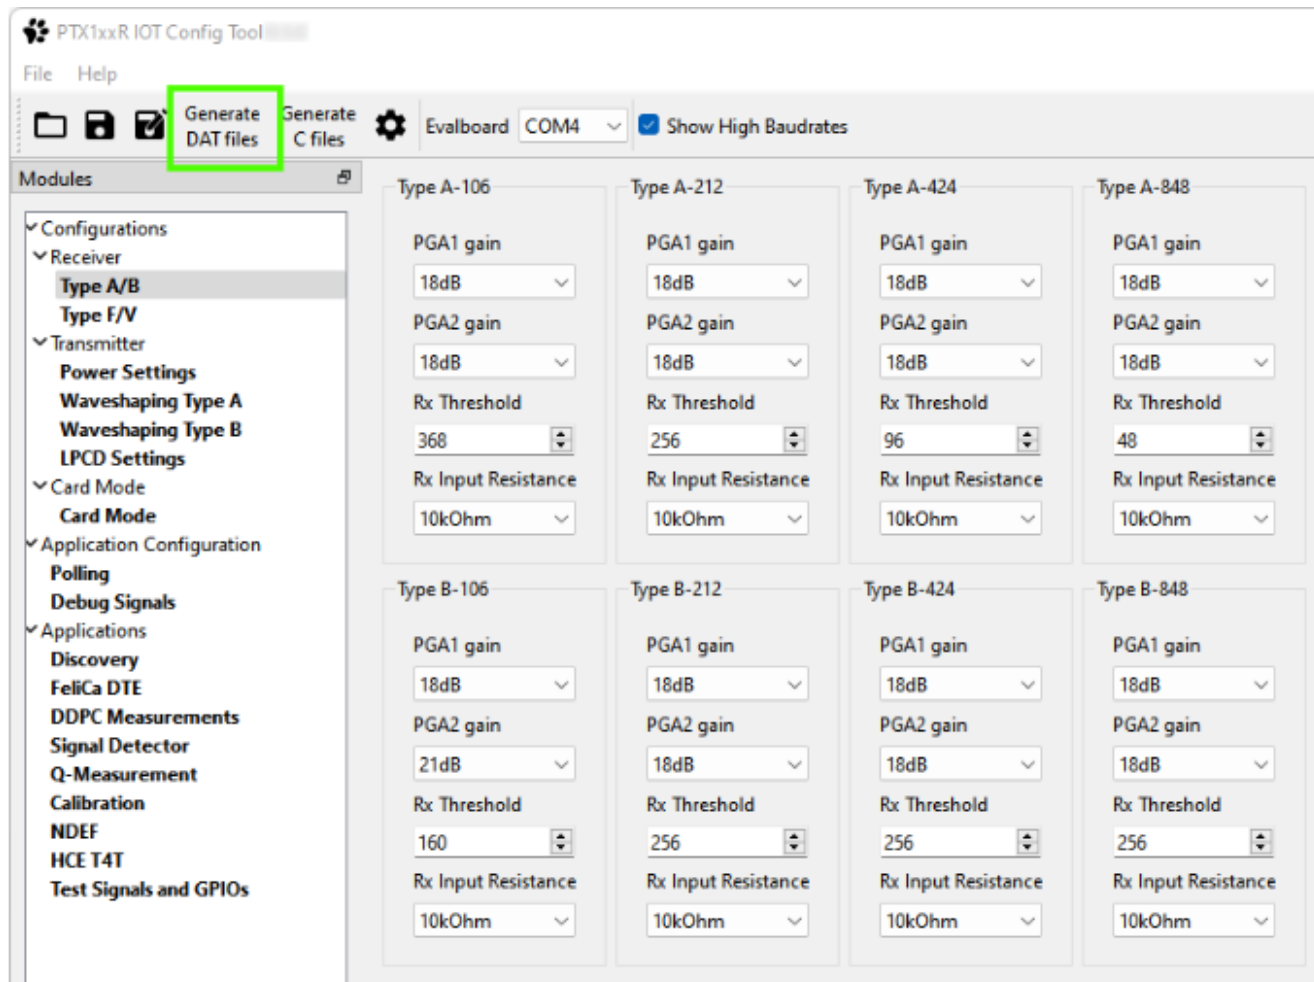 PTX1xxR IOT Config Tool
File Help
Generate DAT files
Generate C files
Evalboard COM4 Show High Baudrates
Modules
Configurations
Receiver
Type A/B
Type F/V
Transmitter
Power Settings
Waveshaping Type A
Waveshaping Type B
LPCD Settings
Card Mode
Card Mode
Application Configuration
Polling
Debug Signals
Applications
Discovery
FeliCa DTE
DDPC Measurements
Signal Detector
Q-Measurement
Calibration
NDEF
HCE T4T
Test Signals and GPIOs
Type A-106
PGA1 gain
18dB
PGA2 gain
18dB
Rx Threshold
368
Rx Input Resistance
10kOhm
Type A-212
PGA1 gain
18dB
PGA2 gain
18dB
Rx Threshold
256
Rx Input Resistance
10kOhm
Type A-424
PGA1 gain
18dB
PGA2 gain
18dB
Rx Threshold
96
Rx Input Resistance
10kOhm
Type A-848
PGA1 gain
18dB
PGA2 gain
18dB
Rx Threshold
48
Rx Input Resistance
10kOhm
Type B-106
PGA1 gain
18dB
PGA2 gain
21dB
Rx Threshold
160
Rx Input Resistance
10kOhm
Type B-212
PGA1 gain
18dB
PGA2 gain
18dB
Rx Threshold
256
Rx Input Resistance
10kOhm
Type B-424
PGA1 gain
18dB
PGA2 gain
18dB
Rx Threshold
256
Rx Input Resistance
10kOhm
Type B-848
PGA1 gain
18dB
PGA2 gain
18dB
Rx Threshold
256
Rx Input Resistance
10kOhm